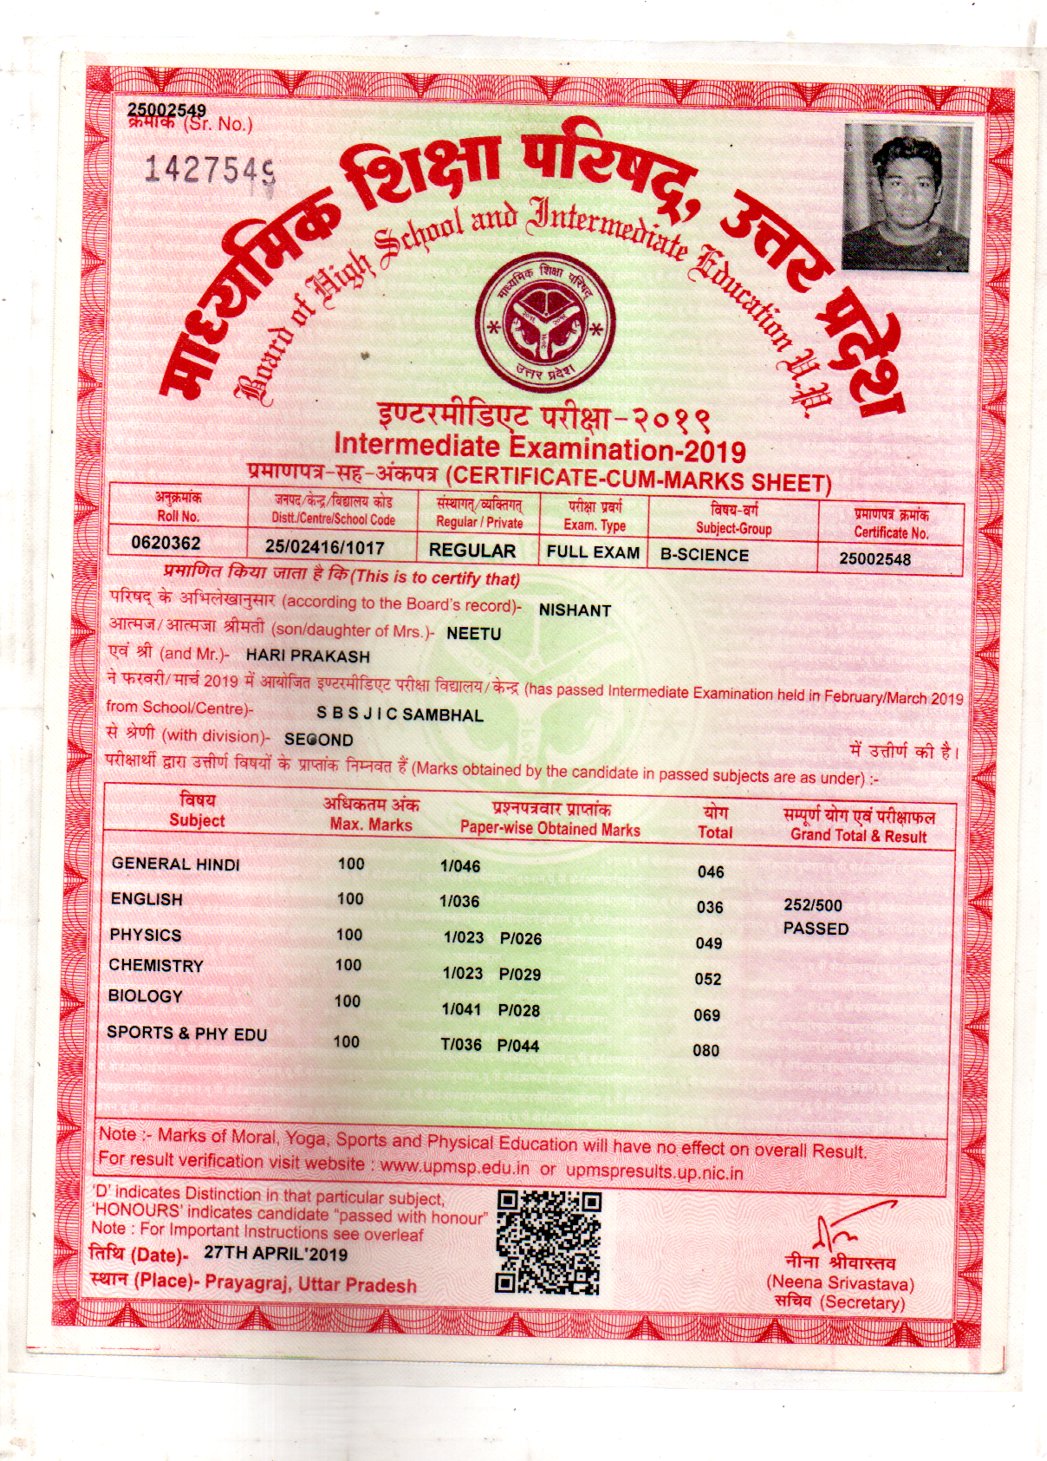 25002549
क्रमांक (Sr. No.)
1427549
माध्यमिक शिक्षा परिषद्, उत्तर प्रदेश
Board of High School and Intermediate Education U.P.
माध्यमिक शिक्षा परिषद्
उत्तर प्रदेश
इण्टरमीडिएट परीक्षा-२०१९
Intermediate Examination-2019
प्रमाणपत्र-सह-अंकपत्र (CERTIFICATE-CUM-MARKS SHEET)
अनुक्रमांक जनपद/केन्द्र/विद्यालय कोड संस्थागत्/व्यक्तिगत् परीक्षा प्रवर्ग विषय-वर्ग प्रमाणपत्र क्रमांक
Roll No. Distt./Centre/School Code Regular / Private Exam. Type Subject-Group Certificate No.
0620362 25/02416/1017 REGULAR FULL EXAM B-SCIENCE 25002548
प्रमाणित किया जाता है कि (This is to certify that)
परिषद् के अभिलेखानुसार (according to the Board's record)- NISHANT
आत्मज/आत्मजा श्रीमती (son/daughter of Mrs.)- NEETU
एवं श्री (and Mr.)- HARI PRAKASH
ने फरवरी/मार्च 2019 में आयोजित इण्टरमीडिएट परीक्षा विद्यालय/केन्द्र (has passed Intermediate Examination held in February/March 2019
from School/Centre)- S B S J I C SAMBHAL
से श्रेणी (with division)- SECOND में उत्तीर्ण की है।
परीक्षार्थी द्वारा उत्तीर्ण विषयों के प्राप्तांक निम्नवत हैं (Marks obtained by the candidate in passed subjects are as under) :-
विषय अधिकतम अंक प्रश्नपत्रवार प्राप्तांक योग सम्पूर्ण योग एवं परीक्षाफल
Subject Max. Marks Paper-wise Obtained Marks Total Grand Total & Result
GENERAL HINDI 100 1/046 046
ENGLISH 100 1/036 036 252/500
PASSED
PHYSICS 100 1/023 P/026 049
CHEMISTRY 100 1/023 P/029 052
BIOLOGY 100 1/041 P/028 069
SPORTS & PHY EDU 100 T/036 P/044 080
Note :- Marks of Moral, Yoga, Sports and Physical Education will have no effect on overall Result.
For result verification visit website : www.upmsp.edu.in or upmspresults.up.nic.in
'D' indicates Distinction in that particular subject,
'HONOURS' indicates candidate "passed with honour"
Note : For Important Instructions see overleaf
तिथि (Date)- 27TH APRIL'2019
स्थान (Place)- Prayagraj, Uttar Pradesh
नीना श्रीवास्तव
(Neena Srivastava)
सचिव (Secretary)